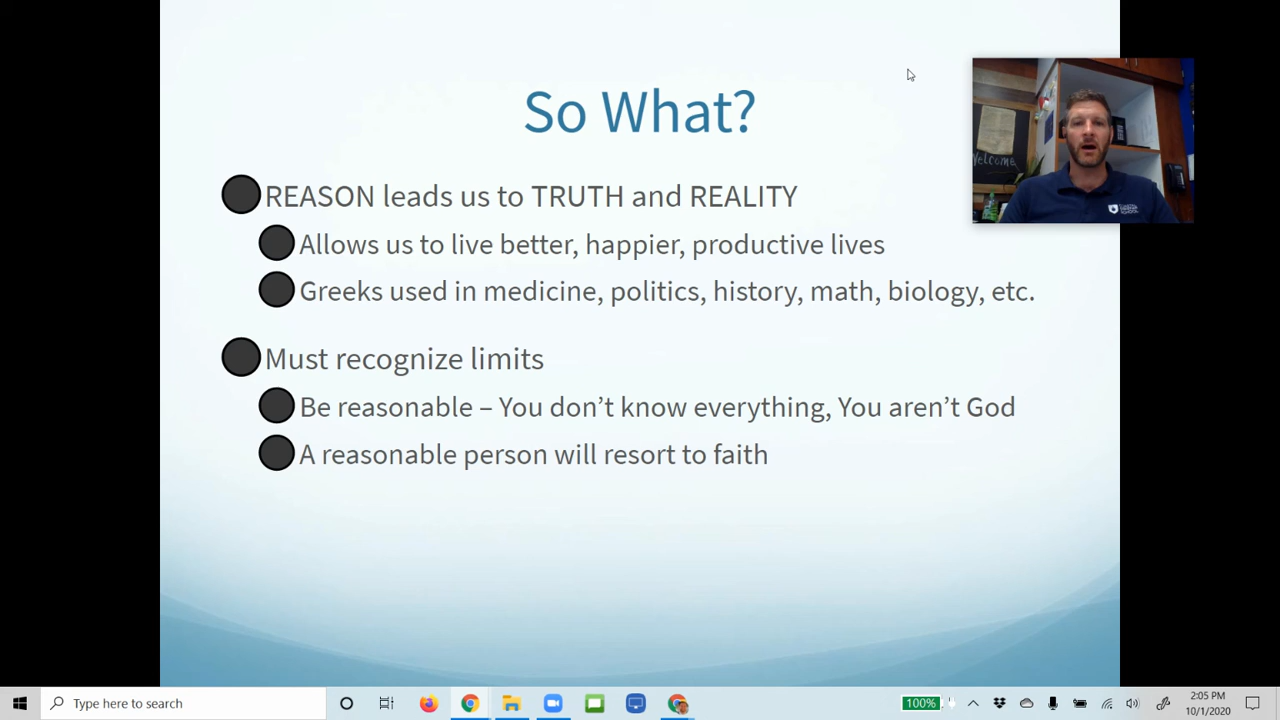 So What?
REASON leads us to TRUTH and REALITY
Allows us to live better, happier, productive lives
Greeks used in medicine, politics, history, math, biology, etc.
Must recognize limits
Be reasonable – You don’t know everything, You aren’t God
A reasonable person will resort to faith
Welcome
SCHOOL
Type here to search
100%
2:05 PM
10/1/2020